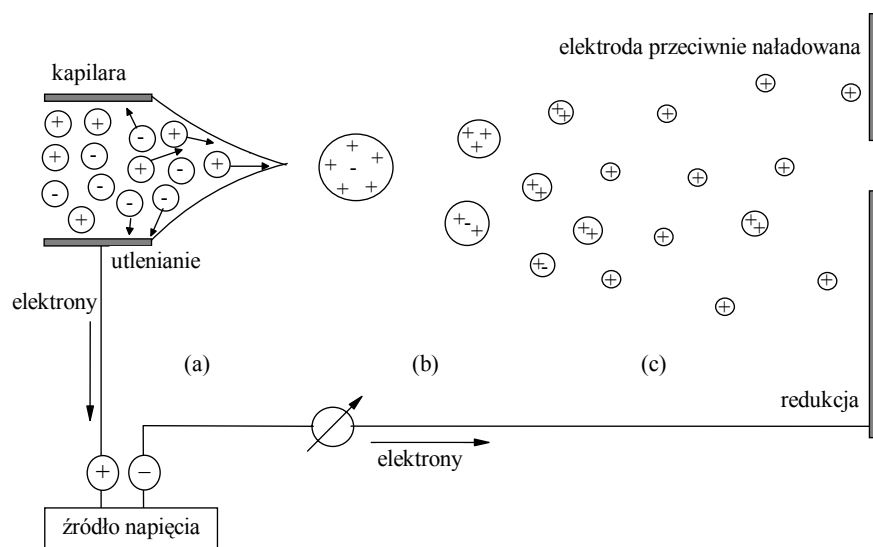 elektroda przeciwnie naładowana
kapilara
utlenianie
elektrony
(a) (b) (c)
redukcja
elektrony
+ −
źródło napięcia